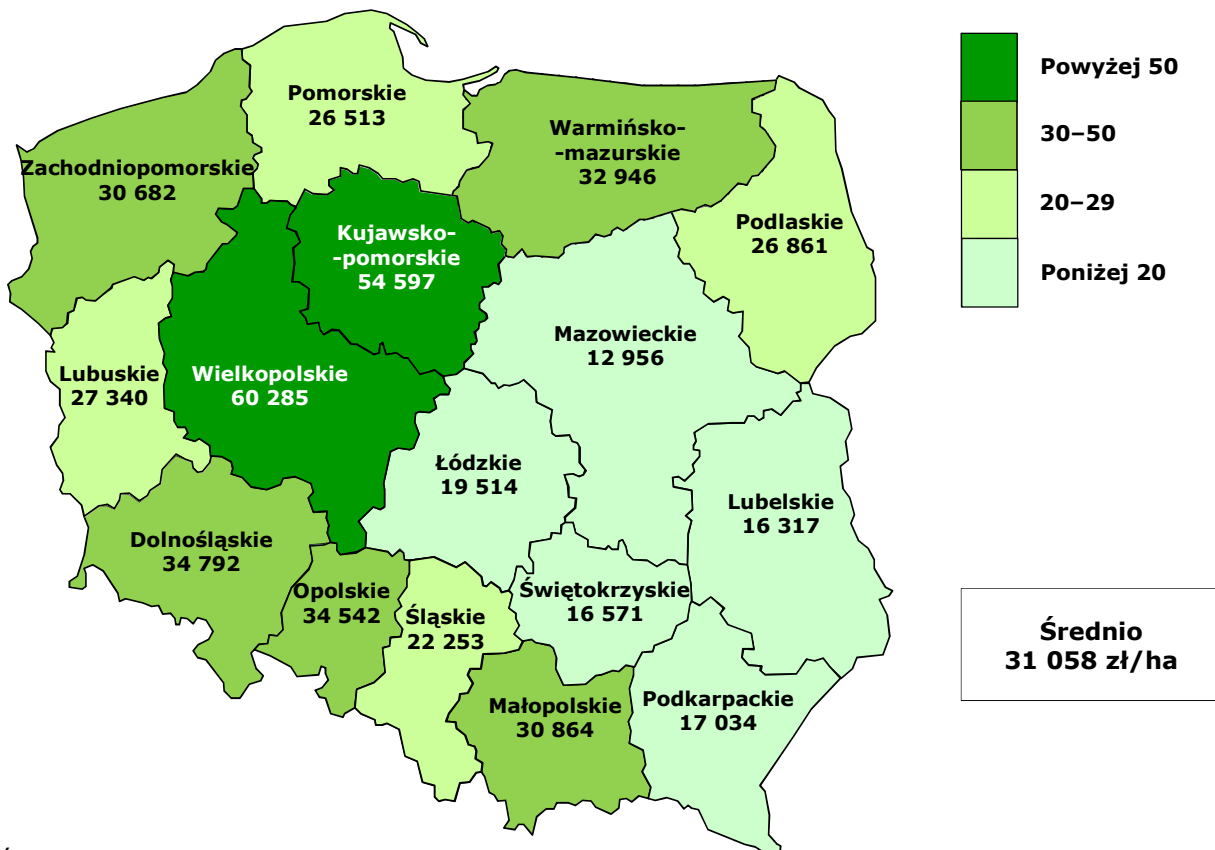 Pomorskie
26 513
Warmińsko-
-mazurskie
32 946
Zachodniopomorskie
30 682
Podlaskie
26 861
Kujawsko-
-pomorskie
54 597
Mazowieckie
12 956
Lubuskie
27 340
Wielkopolskie
60 285
Łódzkie
19 514
Lubelskie
16 317
Dolnośląskie
34 792
Opolskie
34 542
Śląskie
22 253
Świętokrzyskie
16 571
Małopolskie
30 864
Podkarpackie
17 034
Powyżej 50
30–50
20–29
Poniżej 20
Średnio
31 058 zł/ha